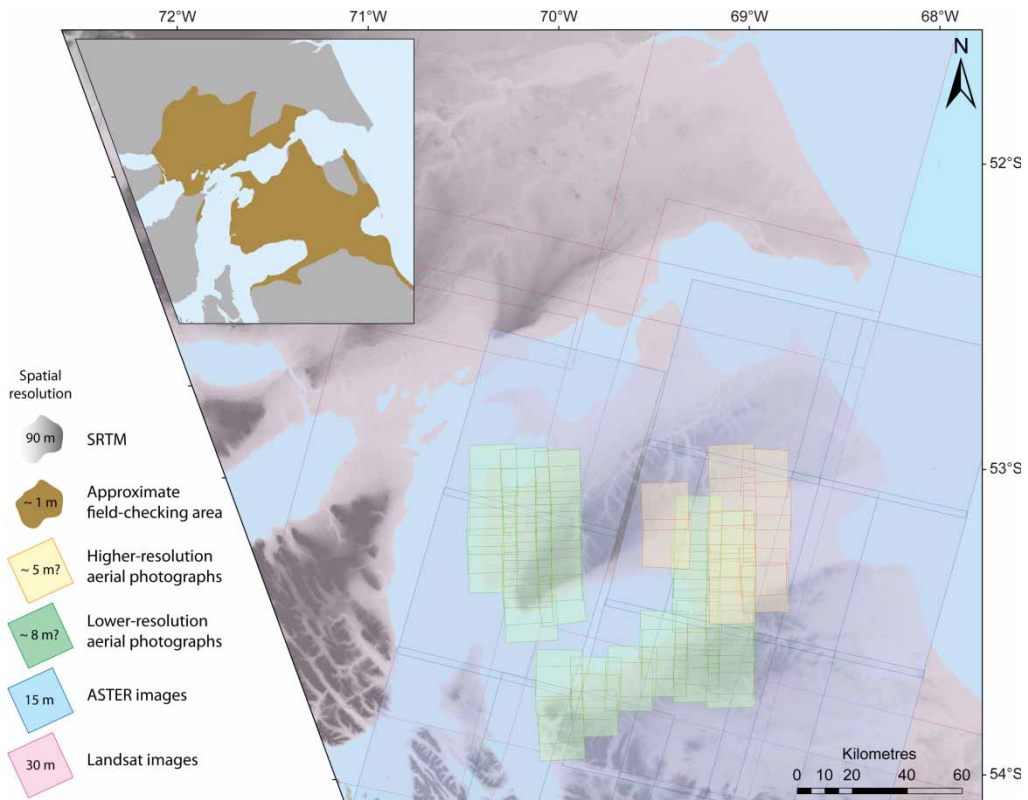 72°W
71°W
70°W
69°W
68°W
N
52°S
53°S
54°S
Spatial
resolution
90 m
SRTM
~ 1 m
Approximate
field-checking area
~ 5 m?
Higher-resolution
aerial photographs
~ 8 m?
Lower-resolution
aerial photographs
15 m
ASTER images
30 m
Landsat images
Kilometres
0 10 20 40 60